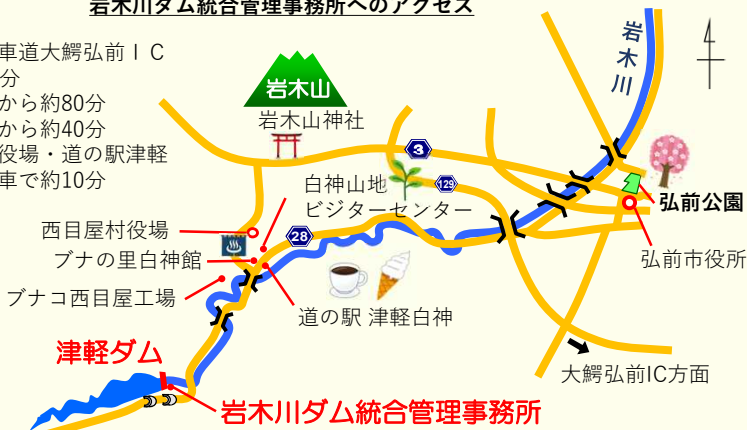 岩木川ダム統合管理事務所へのアクセス
車道大鰐弘前ＩＣ
分
から約80分
から約40分
役場・道の駅津軽
車で約10分
岩木山
岩木山神社
岩木川
3
129
白神山地
ビジターセンター
弘前公園
西目屋村役場
28
弘前市役所
ブナの里白神館
ブナコ西目屋工場
道の駅 津軽白神
津軽ダム
大鰐弘前IC方面
岩木川ダム統合管理事務所